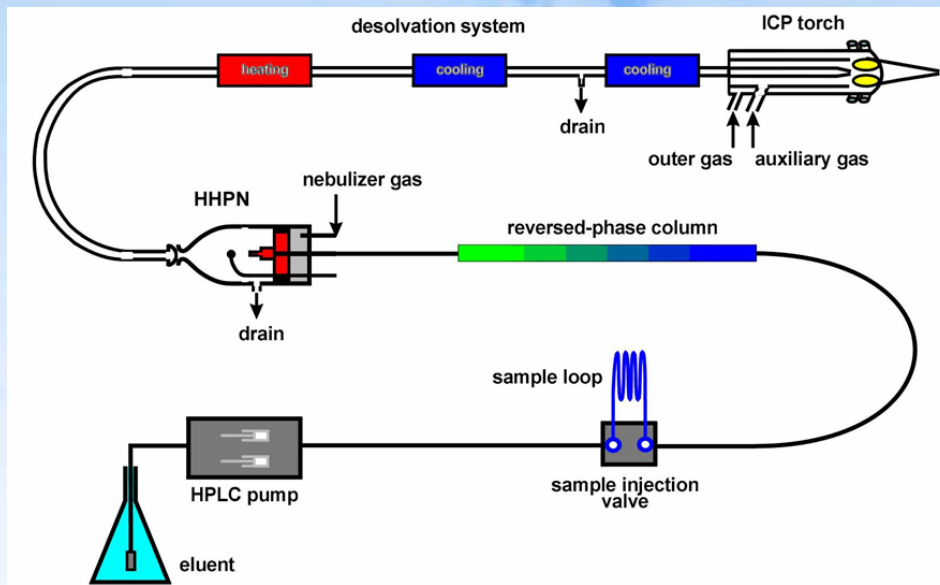 desolvation system
ICP torch
heating
cooling
cooling
drain
outer gas
auxiliary gas
nebulizer gas
HHPN
reversed-phase column
drain
sample loop
HPLC pump
sample injection
valve
eluent